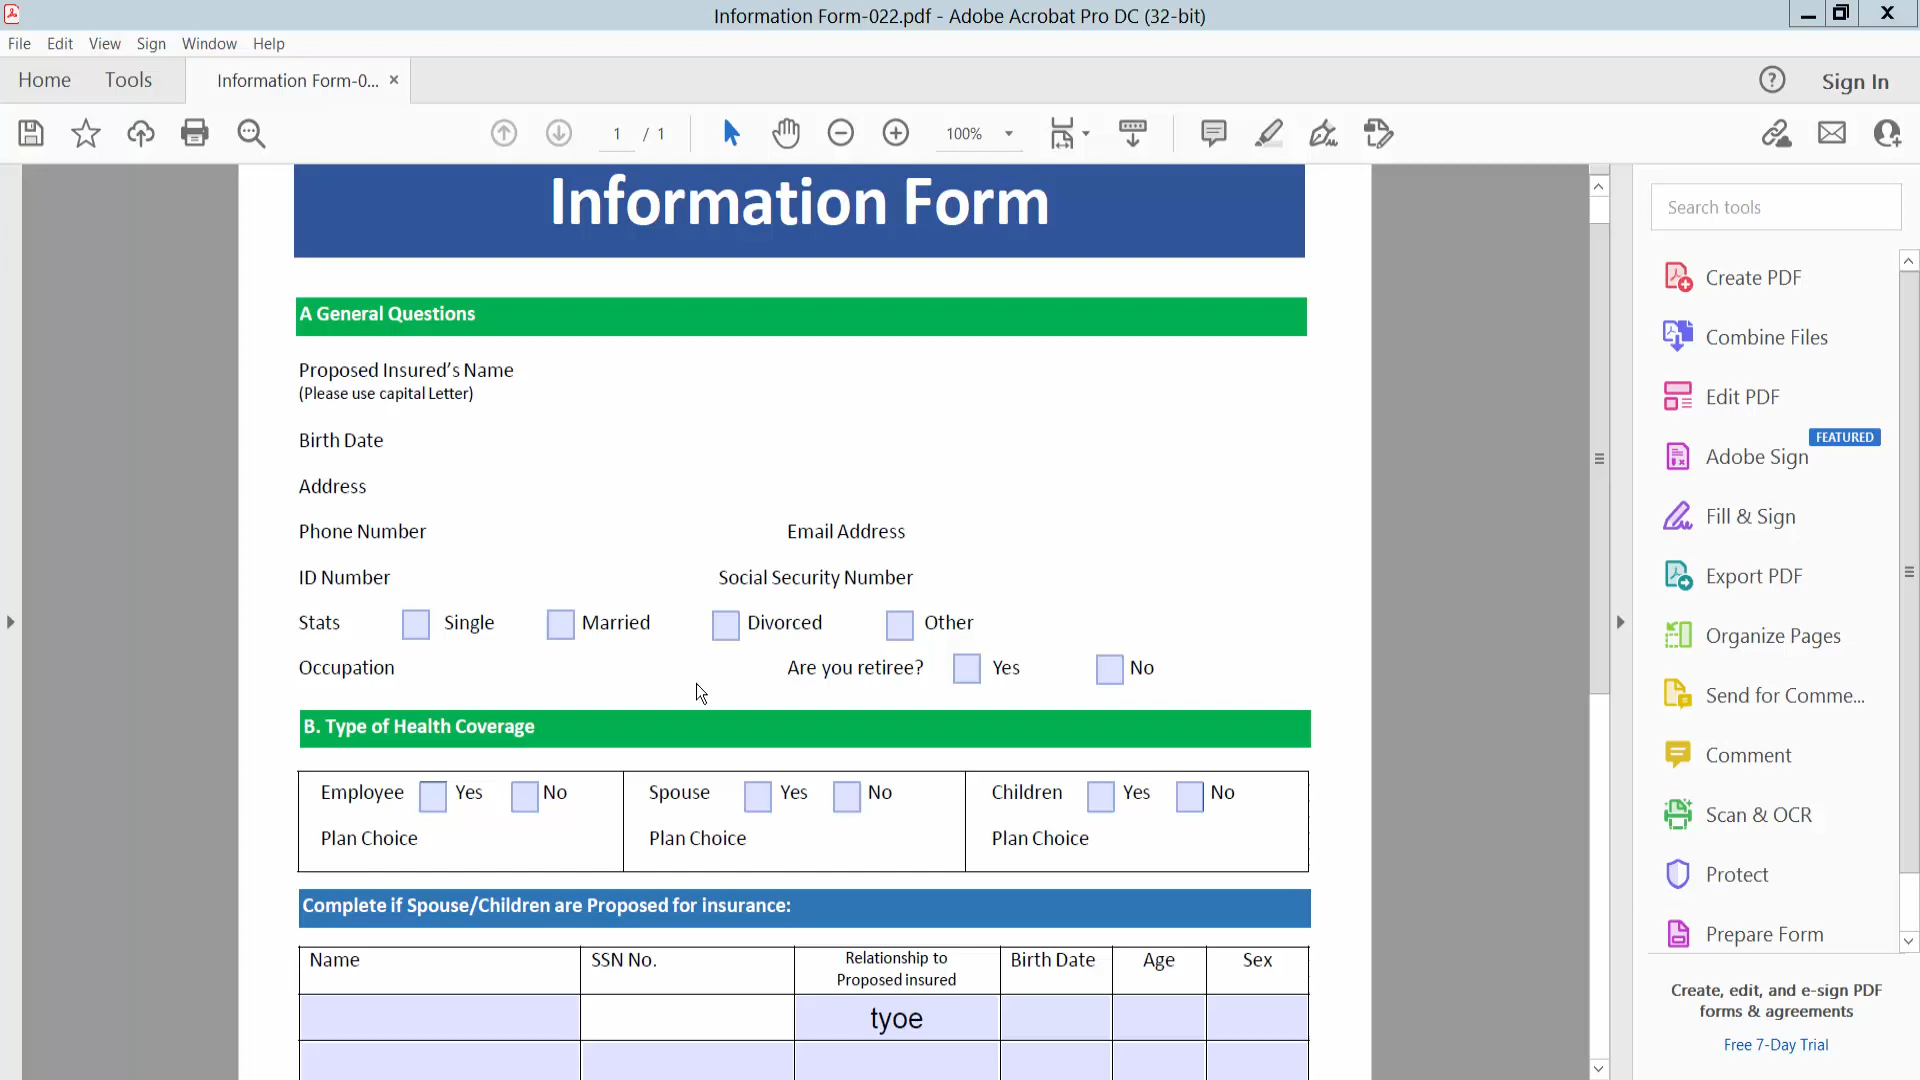 Information Form-022.pdf - Adobe Acrobat Pro DC (32-bit)
File Edit View Sign Window Help
Home Tools Information Form-0... × Sign In
1 / 1 100%
Information Form
A General Questions
Proposed Insured’s Name
(Please use capital Letter)
Birth Date
Address
Phone Number Email Address
ID Number Social Security Number
Stats Single Married Divorced Other
Occupation Are you retiree? Yes No
B. Type of Health Coverage
Employee Yes No Spouse Yes No Children Yes No
Plan Choice Plan Choice Plan Choice
Complete if Spouse/Children are Proposed for insurance:
Name SSN No. Relationship to Proposed insured Birth Date Age Sex
tyoe
Search tools
Create PDF
Combine Files
Edit PDF
FEATURED
Adobe Sign
Fill & Sign
Export PDF
Organize Pages
Send for Comme...
Comment
Scan & OCR
Protect
Prepare Form
Create, edit, and e-sign PDF
forms & agreements
Free 7-Day Trial